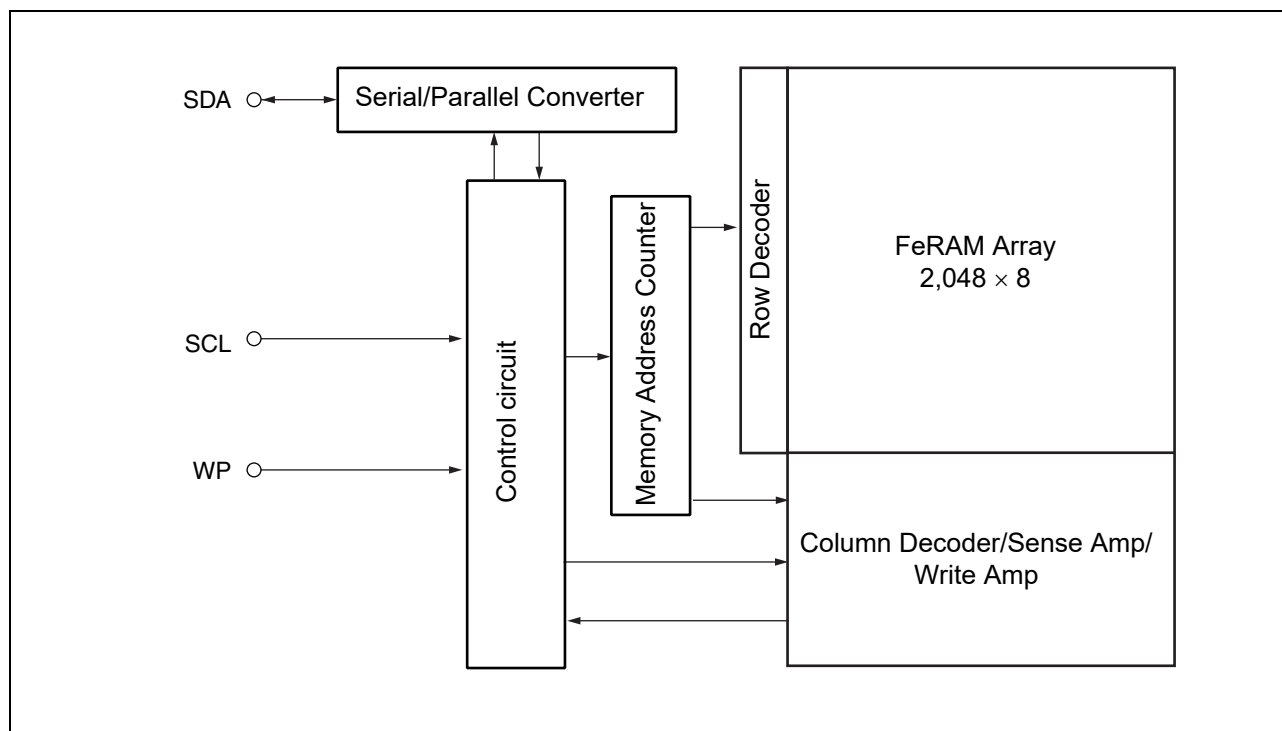 SDA
Serial/Parallel Converter
SCL
WP
Control circuit
Memory Address Counter
Row Decoder
FeRAM Array
2,048 × 8
Column Decoder/Sense Amp/
Write Amp